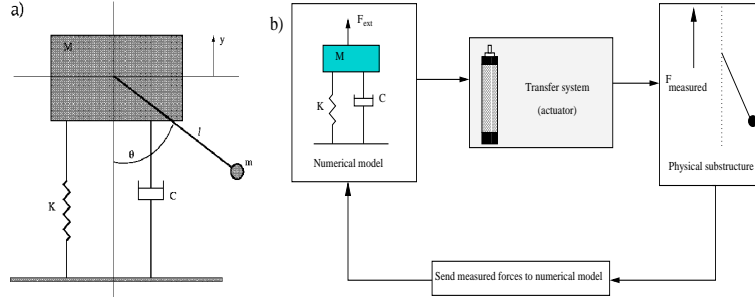 a)
M
y
l
θ
m
K
C
b)
F ext
M
K
C
Numerical model
Transfer system
(actuator)
F measured
Physical substructure
Send measured forces to numerical model